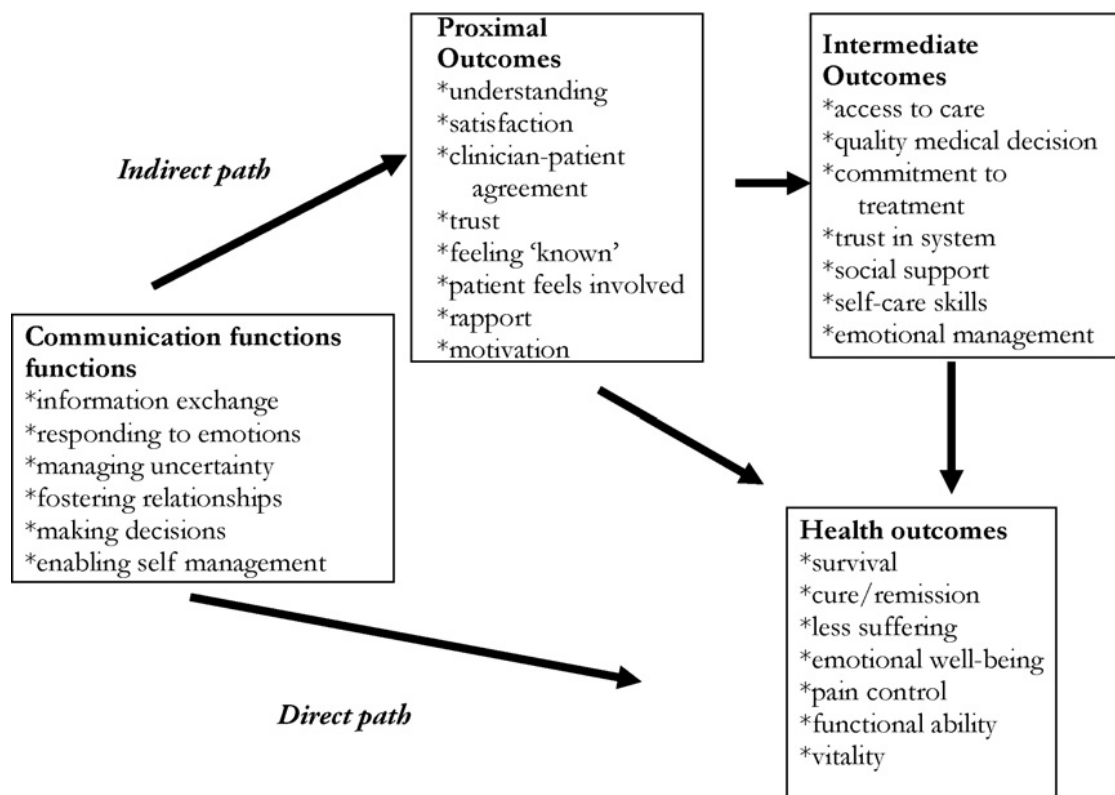 Proximal
Outcomes
*understanding
*satisfaction
*clinician-patient
agreement
*trust
*feeling ‘known’
*patient feels involved
*rapport
*motivation
Intermediate
Outcomes
*access to care
*quality medical decision
*commitment to
treatment
*trust in system
*social support
*self-care skills
*emotional management
Indirect path
Communication functions
functions
*information exchange
*responding to emotions
*managing uncertainty
*fostering relationships
*making decisions
*enabling self management
Health outcomes
*survival
*cure/remission
*less suffering
*emotional well-being
*pain control
*functional ability
*vitality
Direct path